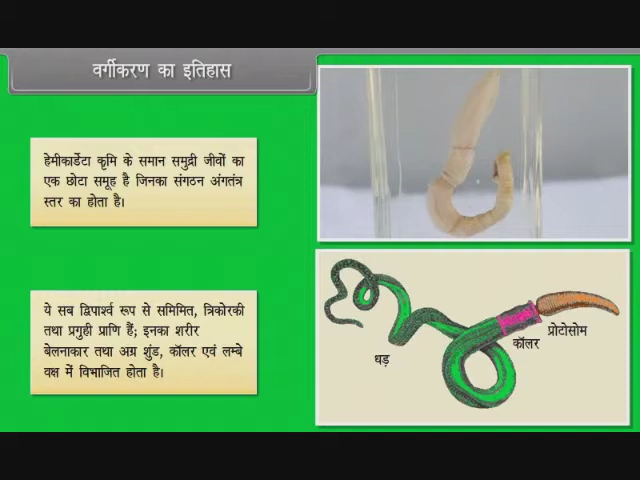 वर्गीकरण का इतिहास
हेमीकार्डेटा कृमि के समान समुद्री जीवों का
एक छोटा समूह है जिनका संगठन अंगतंत्र
स्तर का होता है।
ये सब द्विपार्श्व रूप से सममित, त्रिकोरकी
तथा प्रगुही प्राणि हैं; इनका शरीर
बेलनाकार तथा अग्र शुंड, कॉलर एवं लम्बे
वक्ष में विभाजित होता है।
प्रोटोसोम
कॉलर
धड़